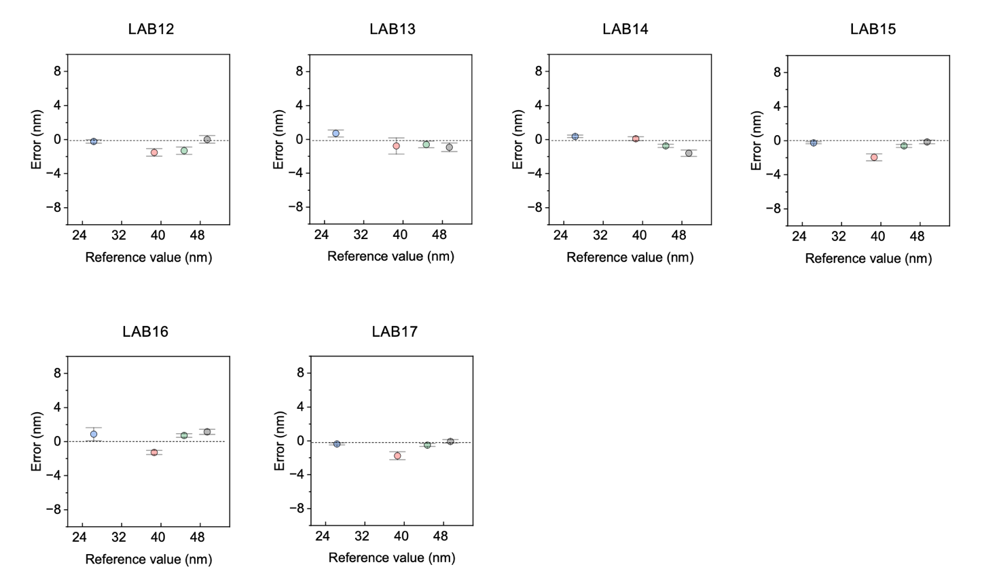 LAB12
LAB13
LAB14
LAB15
8
4
0
−4
−8
Error (nm)
24 32 40 48
Reference value (nm)
8
4
0
−4
−8
Error (nm)
24 32 40 48
Reference value (nm)
8
4
0
−4
−8
Error (nm)
24 32 40 48
Reference value (nm)
8
4
0
−4
−8
Error (nm)
24 32 40 48
Reference value (nm)
LAB16
LAB17
8
4
0
−4
−8
Error (nm)
24 32 40 48
Reference value (nm)
8
4
0
−4
−8
Error (nm)
24 32 40 48
Reference value (nm)